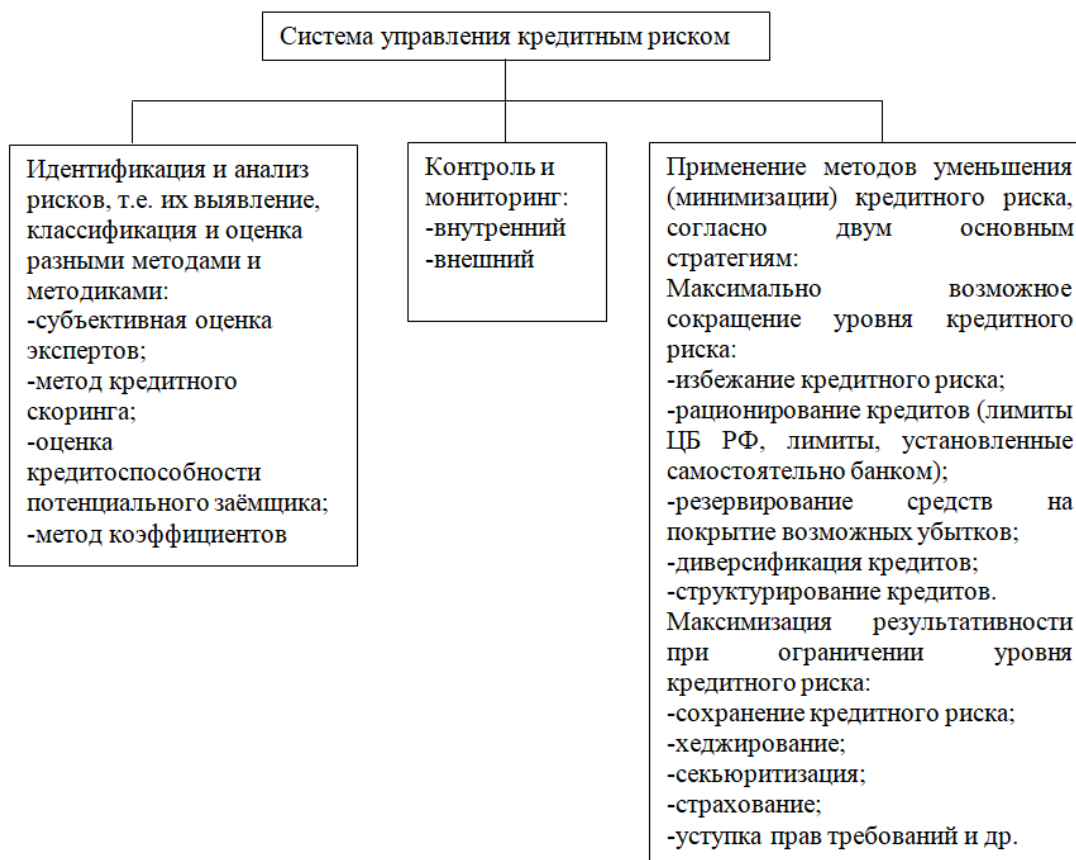 Система управления кредитным риском
Идентификация и анализ
рисков, т.е. их выявление,
классификация и оценка
разными методами и
методиками:
-субъективная оценка
экспертов;
-метод кредитного
скоринга;
-оценка
кредитоспособности
потенциального заёмщика;
-метод коэффициентов
Контроль и
мониторинг:
-внутренний
-внешний
Применение методов уменьшения
(минимизации) кредитного риска,
согласно двум основным
стратегиям:
Максимально возможное
сокращение уровня кредитного
риска:
-избежание кредитного риска;
-рационирование кредитов (лимиты
ЦБ РФ, лимиты, установленные
самостоятельно банком);
-резервирование средств на
покрытие возможных убытков;
-диверсификация кредитов;
-структурирование кредитов.
Максимизация результативности
при ограничении уровня
кредитного риска:
-сохранение кредитного риска;
-хеджирование;
-секьюритизация;
-страхование;
-уступка прав требований и др.